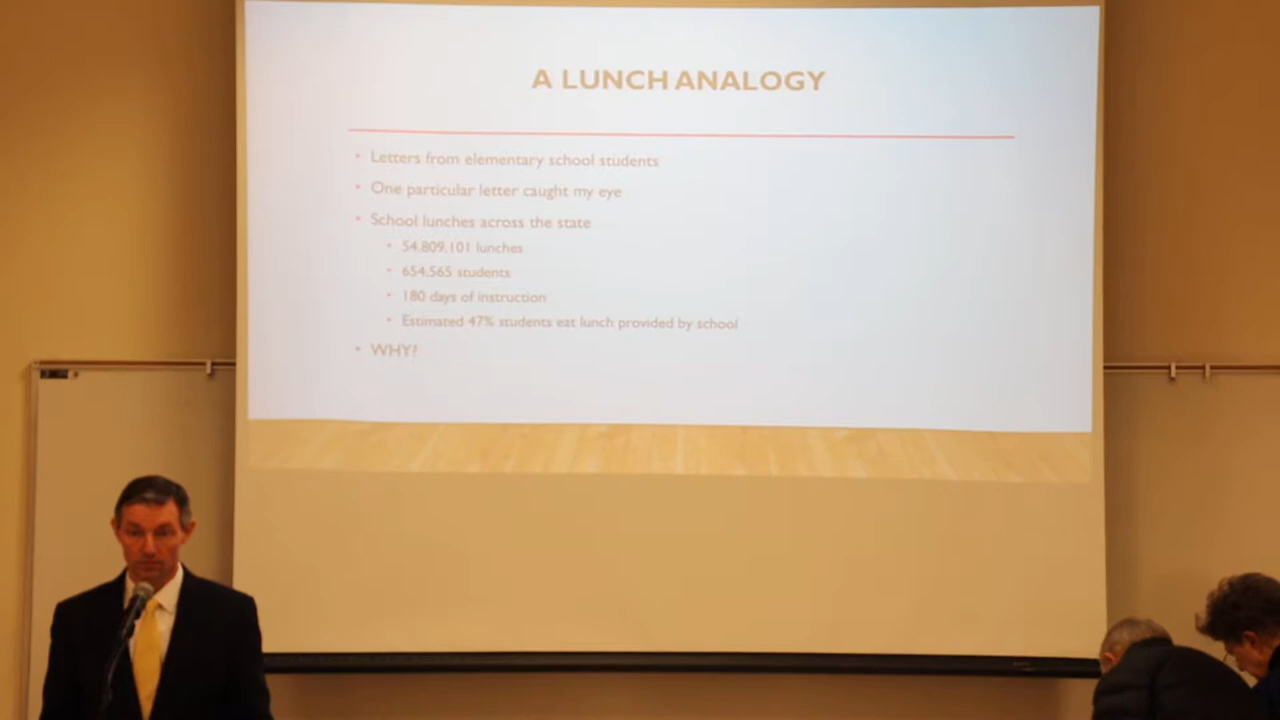 A LUNCH ANALOGY
• Letters from elementary school students
• One particular letter caught my eye
• School lunches across the state
• 54,809,101 lunches
• 654,565 students
• 180 days of instruction
• Estimated 47% students eat lunch provided by school
• WHY?